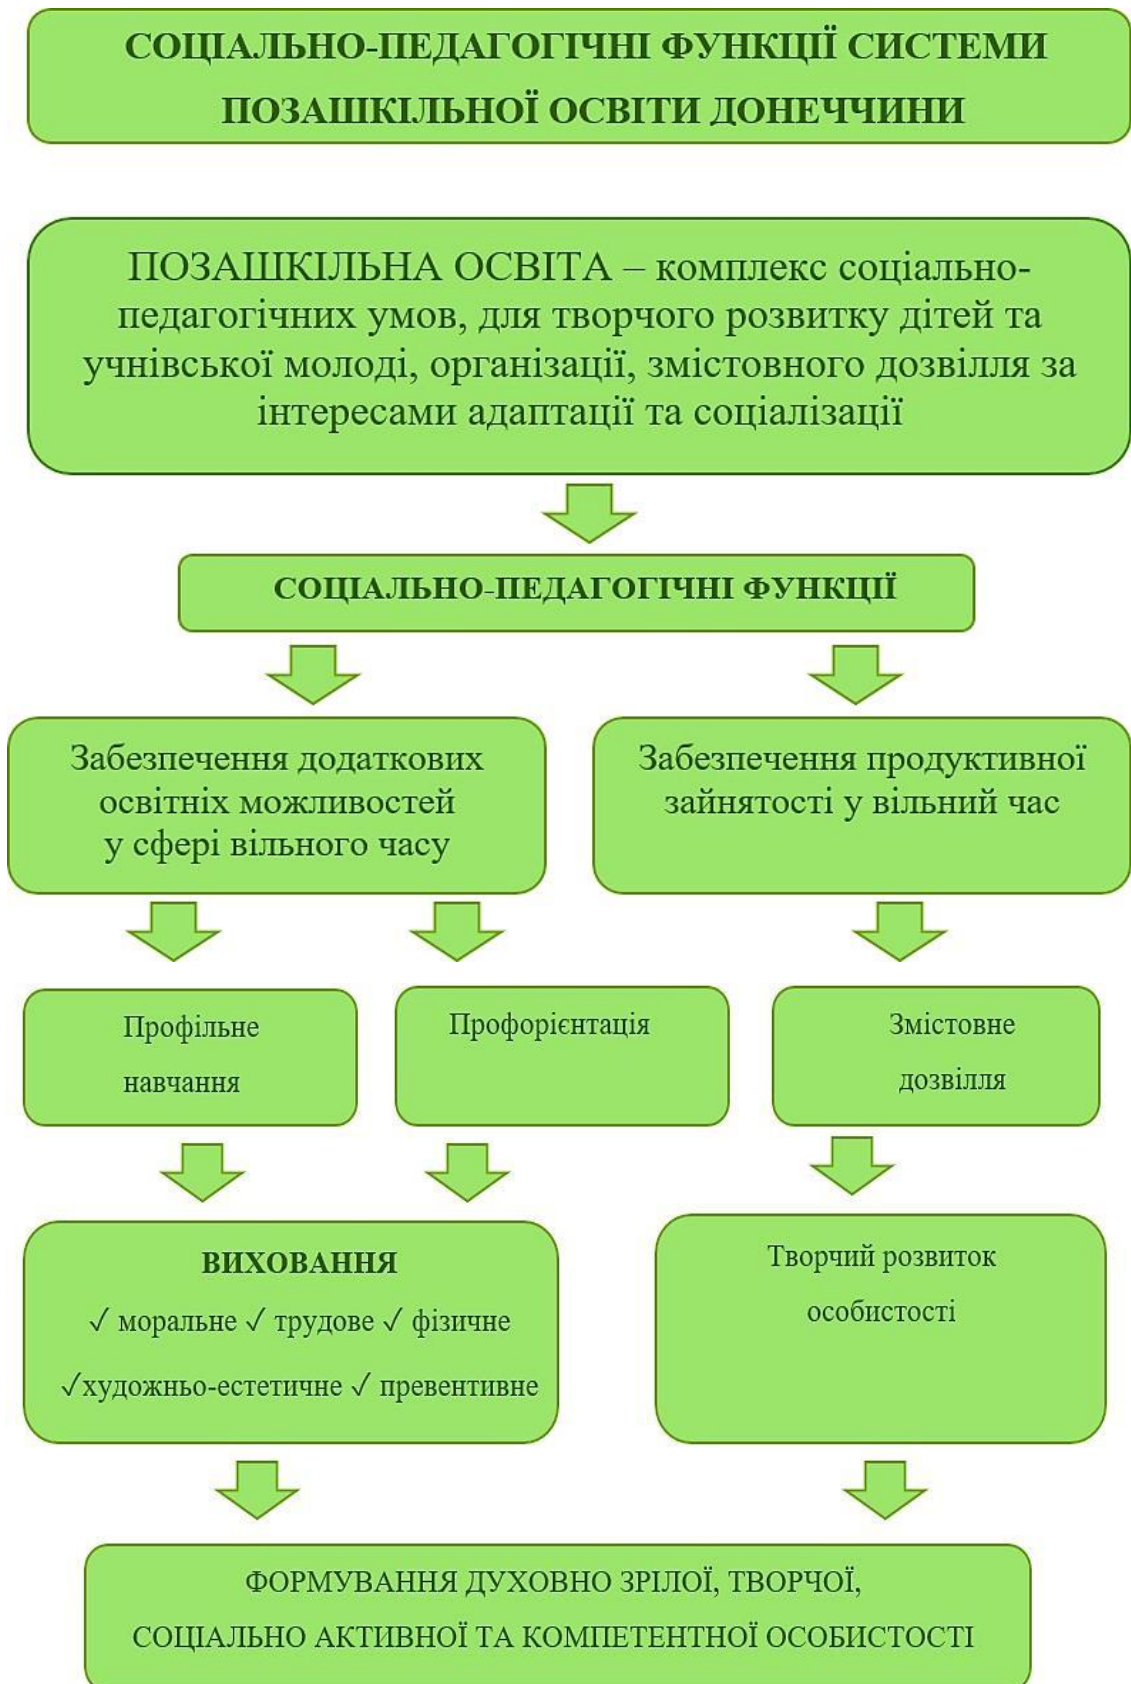 СОЦІАЛЬНО-ПЕДАГОГІЧНІ ФУНКЦІЇ СИСТЕМИ
ПОЗАШКІЛЬНОЇ ОСВІТИ ДОНЕЧЧИНИ
ПОЗАШКІЛЬНА ОСВІТА – комплекс соціально-
педагогічних умов, для творчого розвитку дітей та
учнівської молоді, організації, змістовного дозвілля за
інтересами адаптації та соціалізації
СОЦІАЛЬНО-ПЕДАГОГІЧНІ ФУНКЦІЇ
Забезпечення додаткових
освітніх можливостей
у сфері вільного часу
Забезпечення продуктивної
зайнятості у вільний час
Профільне
навчання
Профорієнтація
Змістовне
дозвілля
ВИХОВАННЯ
✓ моральне ✓ трудове ✓ фізичне
✓художньо-естетичне ✓ превентивне
Творчий розвиток
особистості
ФОРМУВАННЯ ДУХОВНО ЗРІЛОЇ, ТВОРЧОЇ,
СОЦІАЛЬНО АКТИВНОЇ ТА КОМПЕТЕНТНОЇ ОСОБИСТОСТІ